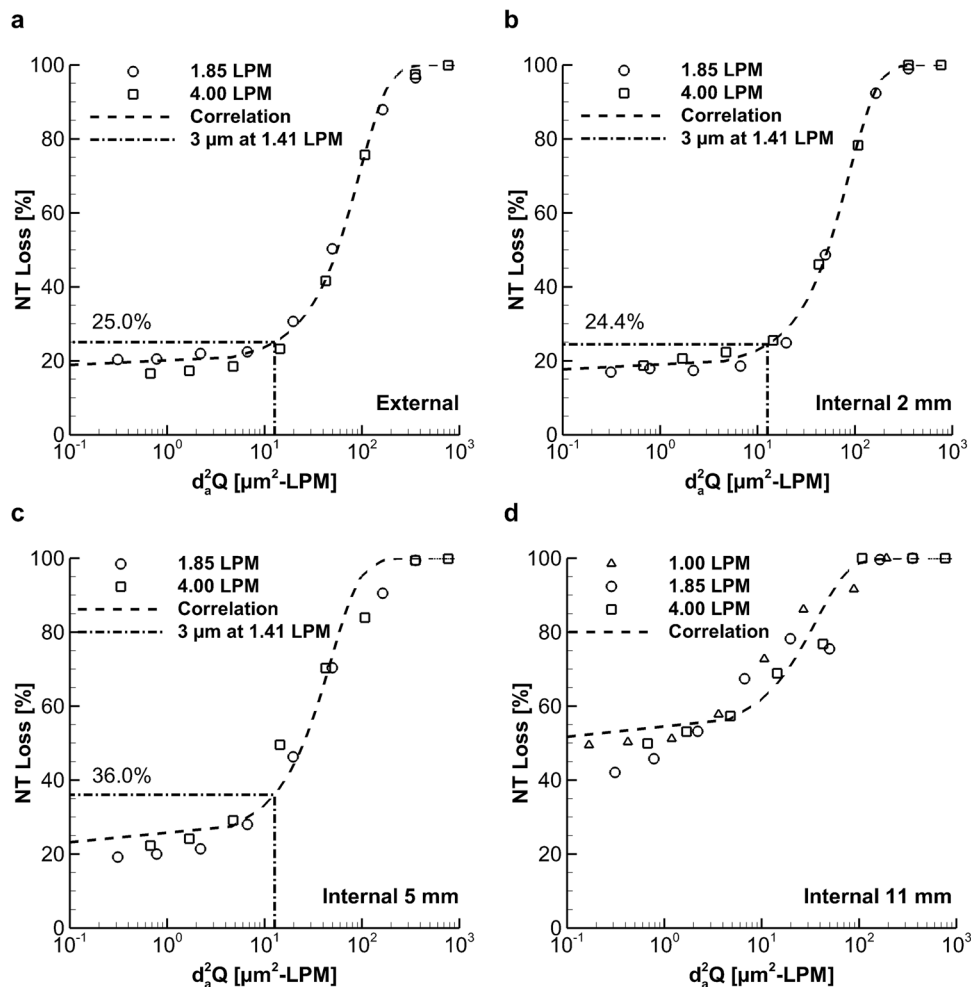 a
100
80
60
40
20
0
NT Loss [%]
1.85 LPM
4.00 LPM
Correlation
3 µm at 1.41 LPM
25.0%
External
10⁻¹ 10⁰ 10¹ 10² 10³
dₐ²Q [µm²-LPM]
b
100
80
60
40
20
0
NT Loss [%]
1.85 LPM
4.00 LPM
Correlation
3 µm at 1.41 LPM
24.4%
Internal 2 mm
10⁻¹ 10⁰ 10¹ 10² 10³
dₐ²Q [µm²-LPM]
c
100
80
60
40
20
0
NT Loss [%]
1.85 LPM
4.00 LPM
Correlation
3 µm at 1.41 LPM
36.0%
Internal 5 mm
10⁻¹ 10⁰ 10¹ 10² 10³
dₐ²Q [µm²-LPM]
d
100
80
60
40
20
0
NT Loss [%]
1.00 LPM
1.85 LPM
4.00 LPM
Correlation
Internal 11 mm
10⁻¹ 10⁰ 10¹ 10² 10³
dₐ²Q [µm²-LPM]